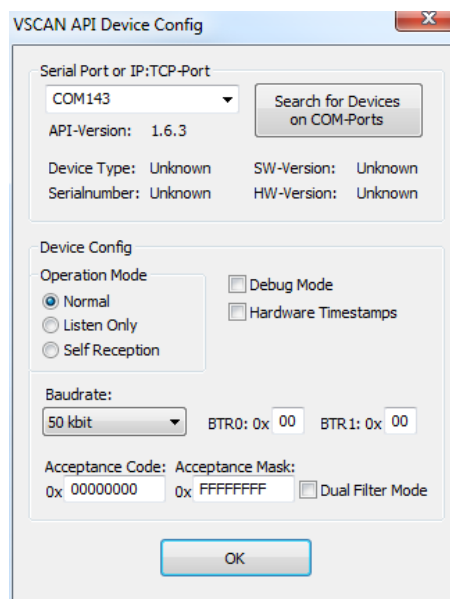 VSCAN API Device Config
Serial Port or IP:TCP-Port
COM143
Search for Devices
on COM-Ports
API-Version: 1.6.3
Device Type: Unknown SW-Version: Unknown
Serialnumber: Unknown HW-Version: Unknown
Device Config
Operation Mode
Normal
Listen Only
Self Reception
Debug Mode
Hardware Timestamps
Baudrate:
50 kbit BTR0: 0x 00 BTR1: 0x 00
Acceptance Code: Acceptance Mask:
0x 00000000 0x FFFFFFFF Dual Filter Mode
OK